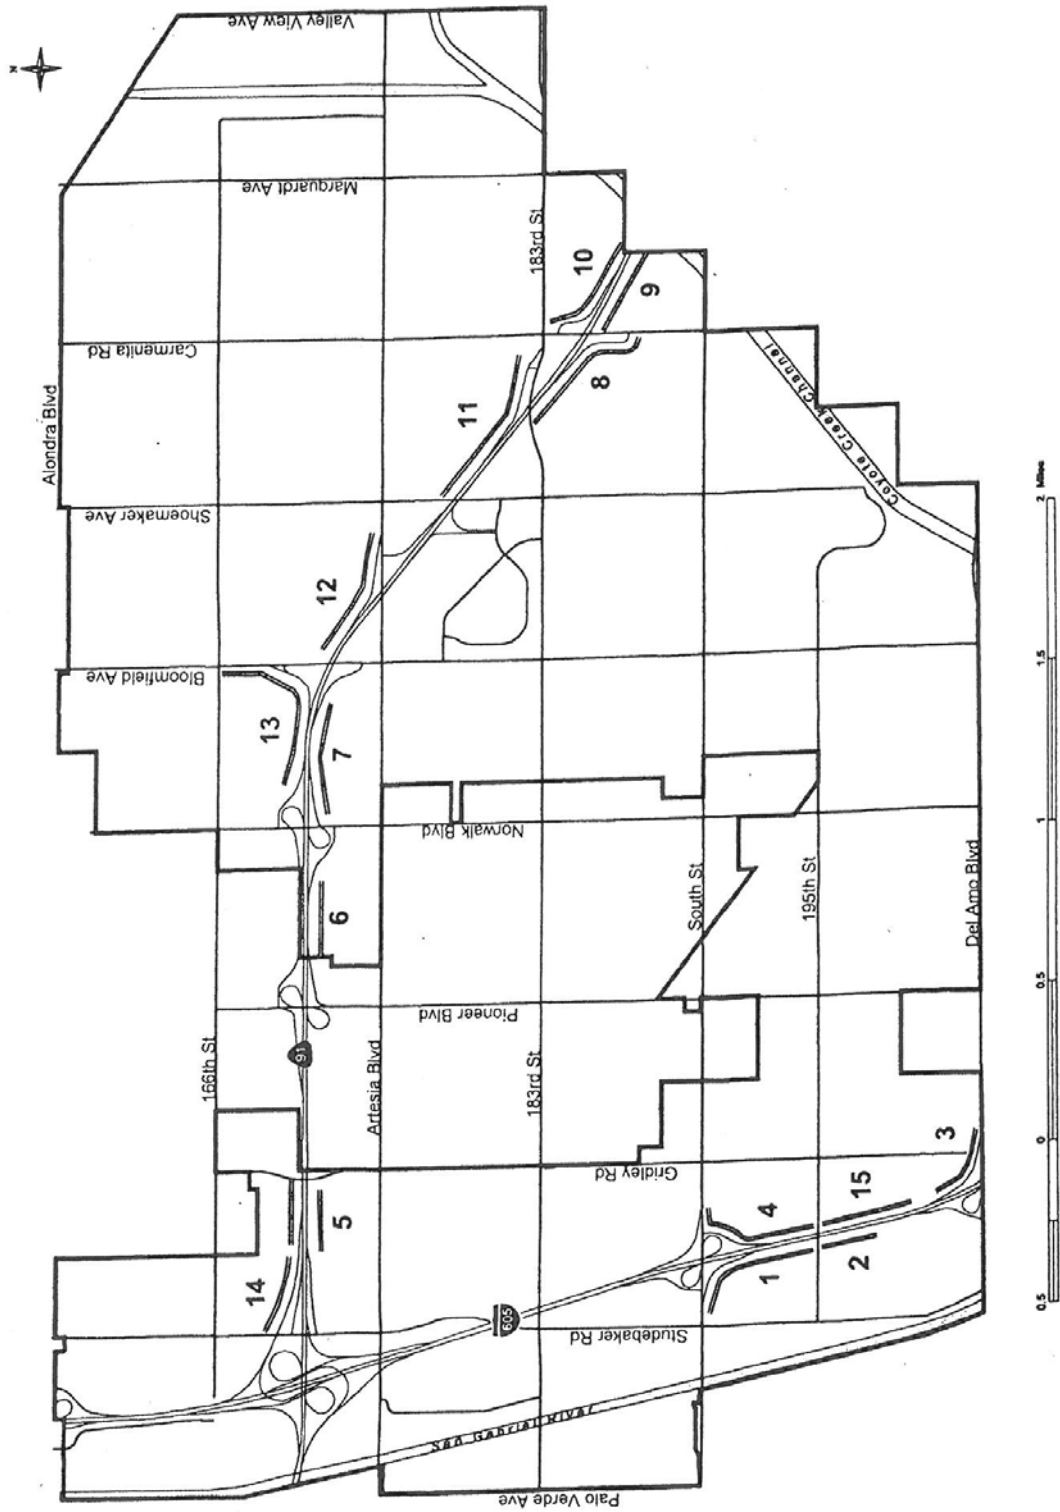 N
Valley View Ave
Marquardt Ave
183rd St
10
9
Carmenita Rd
Alondra Blvd
11
8
Coyote Creek Channel
Shoemaker Ave
12
Bloomfield Ave
13
7
Norwalk Blvd
6
South St
195th St
Del Amo Blvd
Pioneer Blvd
91
166th St
Artesia Blvd
183rd St
Gridley Rd
3
5
4
15
14
1
2
605
Studebaker Rd
San Gabriel River
Palo Verde Ave
0.5
0
0.5
1
1.5
2 Miles